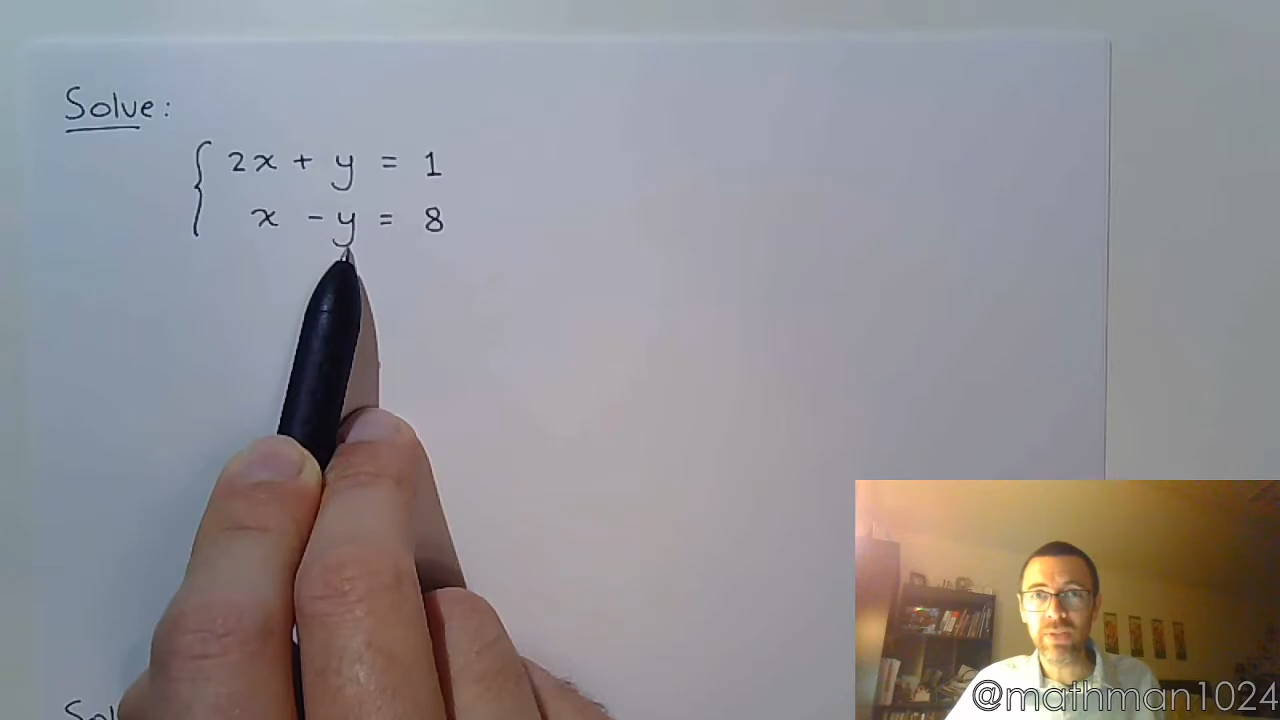 Solve:
2x + y = 1
x - y = 8
@mathman1024